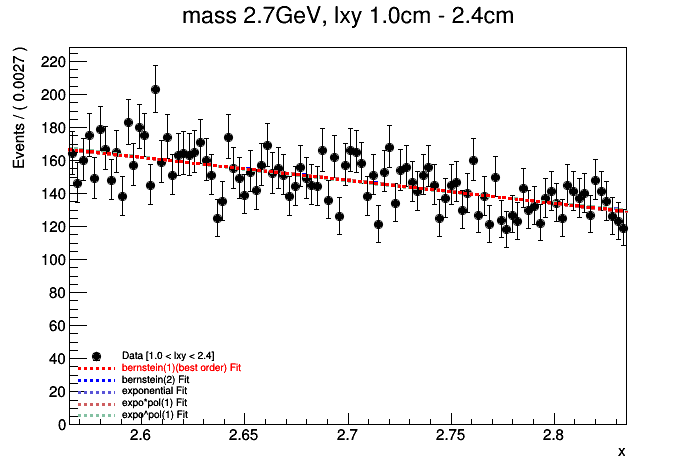 mass 2.7GeV, lxy 1.0cm - 2.4cm
Events / ( 0.0027 )
220
200
180
160
140
120
100
80
60
40
20
0
Data [1.0 < lxy < 2.4]
bernstein(1)(best order) Fit
bernstein(2) Fit
exponential Fit
expo*pol(1) Fit
expo^pol(1) Fit
2.6
2.65
2.7
2.75
2.8
x